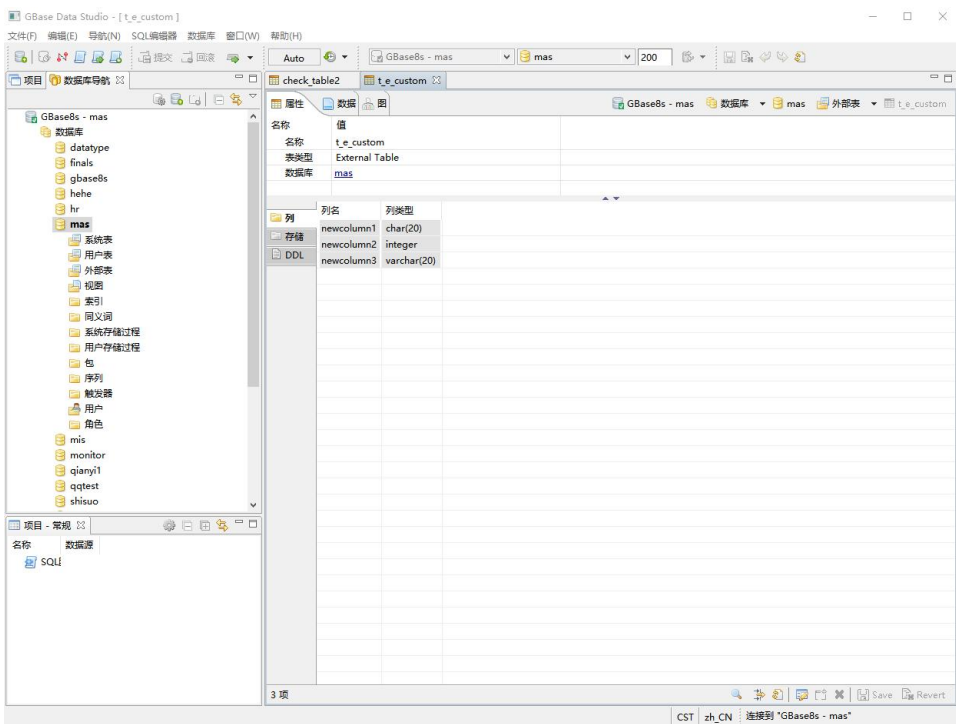 GBase Data Studio - [ t_e_custom ]
文件(F) 编辑(E) 导航(N) SQL编辑器 数据库 窗口(W) 帮助(H)
提交 回滚 Auto GBase8s - mas mas 200
项目 数据库导航 check_table2 t_e_custom
属性 数据 图 GBase8s - mas 数据库 mas 外部表 t_e_custom
GBase8s - mas
数据库
datatype
finals
gbase8s
hehe
hr
mas
系统表
用户表
外部表
视图
索引
同义词
系统存储过程
用户存储过程
包
序列
触发器
用户
角色
mis
monitor
qianyi1
qqtest
shisuo
名称 值
名称 t_e_custom
表类型 External Table
数据库 mas
列
存储
DDL
列名 列类型
newcolumn1 char(20)
newcolumn2 integer
newcolumn3 varchar(20)
项目 - 常规
名称 数据源
SQL
3 项 Save Revert
CST zh_CN 连接到 "GBase8s - mas"